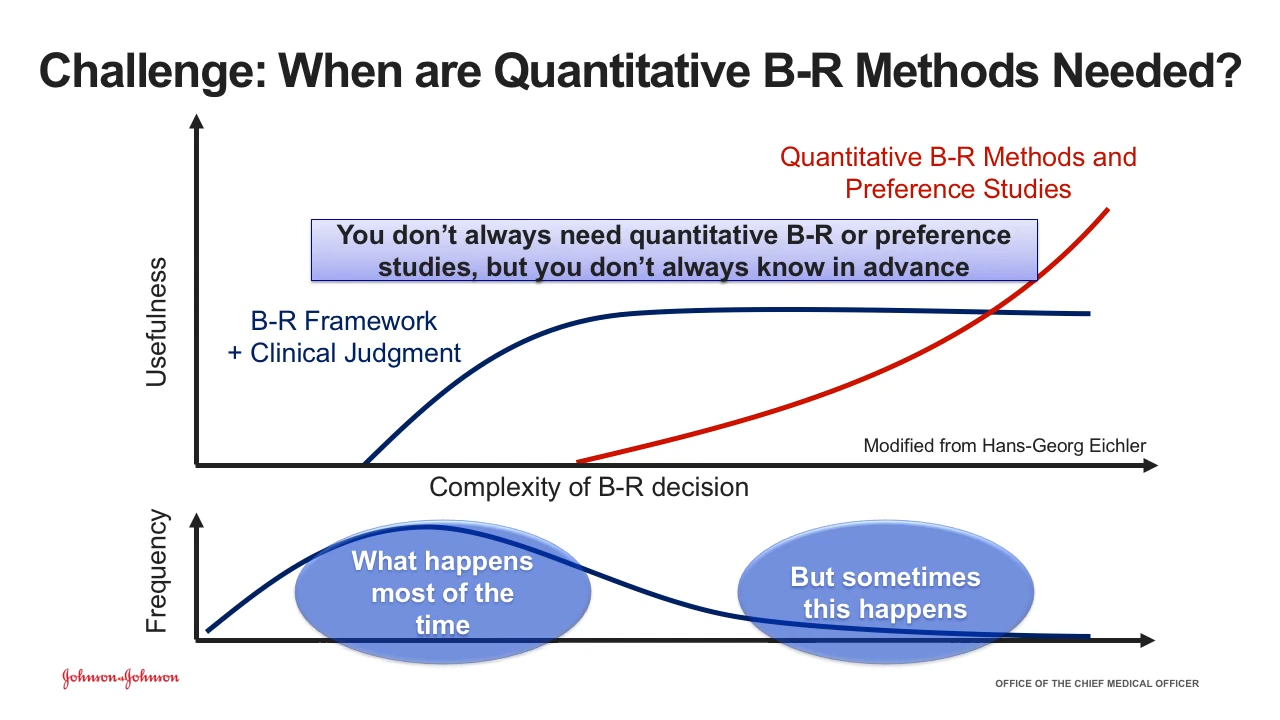 Challenge: When are Quantitative B-R Methods Needed?
Quantitative B-R Methods and
Preference Studies
You don’t always need quantitative B-R or preference
studies, but you don’t always know in advance
Usefulness
B-R Framework
+ Clinical Judgment
Modified from Hans-Georg Eichler
Complexity of B-R decision
Frequency
What happens
most of the
time
But sometimes
this happens
Johnson&Johnson
OFFICE OF THE CHIEF MEDICAL OFFICER